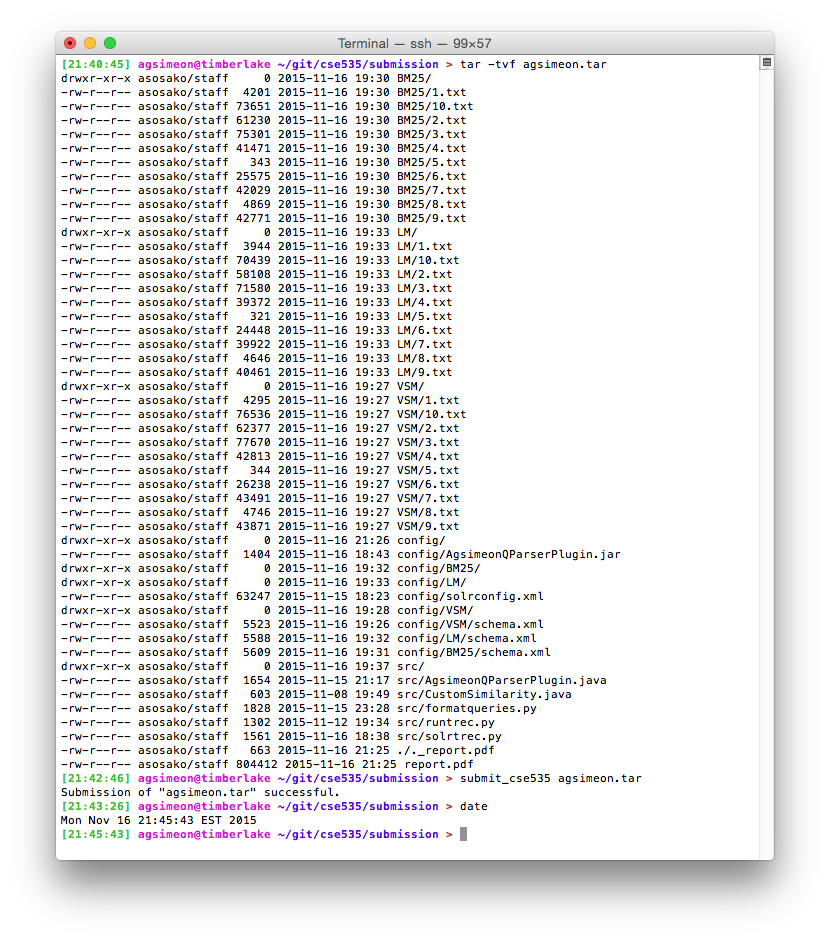 Terminal — ssh — 99×57
[21:40:45] agsimeon@timberlake ~/git/cse535/submission > tar -tvf agsimeon.tar
drwxr-xr-x asosako/staff     0 2015-11-16 19:30 BM25/
-rw-r--r-- asosako/staff  4201 2015-11-16 19:30 BM25/1.txt
-rw-r--r-- asosako/staff 73651 2015-11-16 19:30 BM25/10.txt
-rw-r--r-- asosako/staff 61230 2015-11-16 19:30 BM25/2.txt
-rw-r--r-- asosako/staff 75301 2015-11-16 19:30 BM25/3.txt
-rw-r--r-- asosako/staff 41471 2015-11-16 19:30 BM25/4.txt
-rw-r--r-- asosako/staff   343 2015-11-16 19:30 BM25/5.txt
-rw-r--r-- asosako/staff 25575 2015-11-16 19:30 BM25/6.txt
-rw-r--r-- asosako/staff 42029 2015-11-16 19:30 BM25/7.txt
-rw-r--r-- asosako/staff  4869 2015-11-16 19:30 BM25/8.txt
-rw-r--r-- asosako/staff 42771 2015-11-16 19:30 BM25/9.txt
drwxr-xr-x asosako/staff     0 2015-11-16 19:33 LM/
-rw-r--r-- asosako/staff  3944 2015-11-16 19:33 LM/1.txt
-rw-r--r-- asosako/staff 70439 2015-11-16 19:33 LM/10.txt
-rw-r--r-- asosako/staff 58108 2015-11-16 19:33 LM/2.txt
-rw-r--r-- asosako/staff 71580 2015-11-16 19:33 LM/3.txt
-rw-r--r-- asosako/staff 39372 2015-11-16 19:33 LM/4.txt
-rw-r--r-- asosako/staff   321 2015-11-16 19:33 LM/5.txt
-rw-r--r-- asosako/staff 24448 2015-11-16 19:33 LM/6.txt
-rw-r--r-- asosako/staff 39922 2015-11-16 19:33 LM/7.txt
-rw-r--r-- asosako/staff  4646 2015-11-16 19:33 LM/8.txt
-rw-r--r-- asosako/staff 40461 2015-11-16 19:33 LM/9.txt
drwxr-xr-x asosako/staff     0 2015-11-16 19:27 VSM/
-rw-r--r-- asosako/staff  4295 2015-11-16 19:27 VSM/1.txt
-rw-r--r-- asosako/staff 76536 2015-11-16 19:27 VSM/10.txt
-rw-r--r-- asosako/staff 62377 2015-11-16 19:27 VSM/2.txt
-rw-r--r-- asosako/staff 77670 2015-11-16 19:27 VSM/3.txt
-rw-r--r-- asosako/staff 42813 2015-11-16 19:27 VSM/4.txt
-rw-r--r-- asosako/staff   344 2015-11-16 19:27 VSM/5.txt
-rw-r--r-- asosako/staff 26238 2015-11-16 19:27 VSM/6.txt
-rw-r--r-- asosako/staff 43491 2015-11-16 19:27 VSM/7.txt
-rw-r--r-- asosako/staff  4746 2015-11-16 19:27 VSM/8.txt
-rw-r--r-- asosako/staff 43871 2015-11-16 19:27 VSM/9.txt
drwxr-xr-x asosako/staff     0 2015-11-16 21:26 config/
-rw-r--r-- asosako/staff  1404 2015-11-16 18:43 config/AgsimeonQParserPlugin.jar
drwxr-xr-x asosako/staff     0 2015-11-16 19:32 config/BM25/
drwxr-xr-x asosako/staff     0 2015-11-16 19:33 config/LM/
-rw-r--r-- asosako/staff 63247 2015-11-15 18:23 config/solrconfig.xml
drwxr-xr-x asosako/staff     0 2015-11-16 19:28 config/VSM/
-rw-r--r-- asosako/staff  5523 2015-11-16 19:26 config/VSM/schema.xml
-rw-r--r-- asosako/staff  5588 2015-11-16 19:32 config/LM/schema.xml
-rw-r--r-- asosako/staff  5609 2015-11-16 19:31 config/BM25/schema.xml
drwxr-xr-x asosako/staff     0 2015-11-16 19:37 src/
-rw-r--r-- asosako/staff  1654 2015-11-15 21:17 src/AgsimeonQParserPlugin.java
-rw-r--r-- asosako/staff   603 2015-11-08 19:49 src/CustomSimilarity.java
-rw-r--r-- asosako/staff  1828 2015-11-15 23:28 src/formatqueries.py
-rw-r--r-- asosako/staff  1302 2015-11-12 19:34 src/runtrec.py
-rw-r--r-- asosako/staff  1561 2015-11-16 18:38 src/solrtrec.py
-rw-r--r-- asosako/staff   663 2015-11-16 21:25 ./._report.pdf
-rw-r--r-- asosako/staff 804412 2015-11-16 21:25 report.pdf
[21:42:46] agsimeon@timberlake ~/git/cse535/submission > submit_cse535 agsimeon.tar
Submission of "agsimeon.tar" successful.
[21:43:26] agsimeon@timberlake ~/git/cse535/submission > date
Mon Nov 16 21:45:43 EST 2015
[21:45:43] agsimeon@timberlake ~/git/cse535/submission >